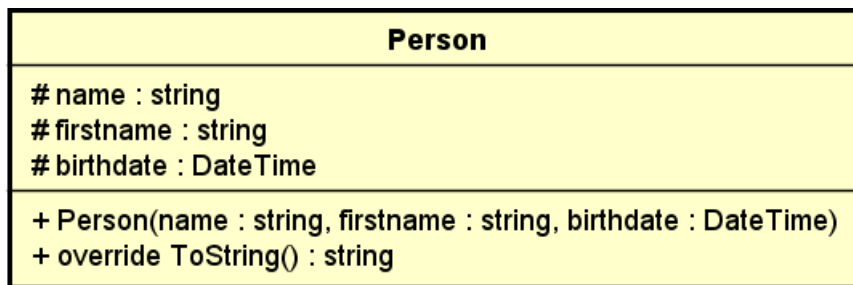 Person
# name : string
# firstname : string
# birthdate : DateTime
+ Person(name : string, firstname : string, birthdate : DateTime)
+ override ToString() : string